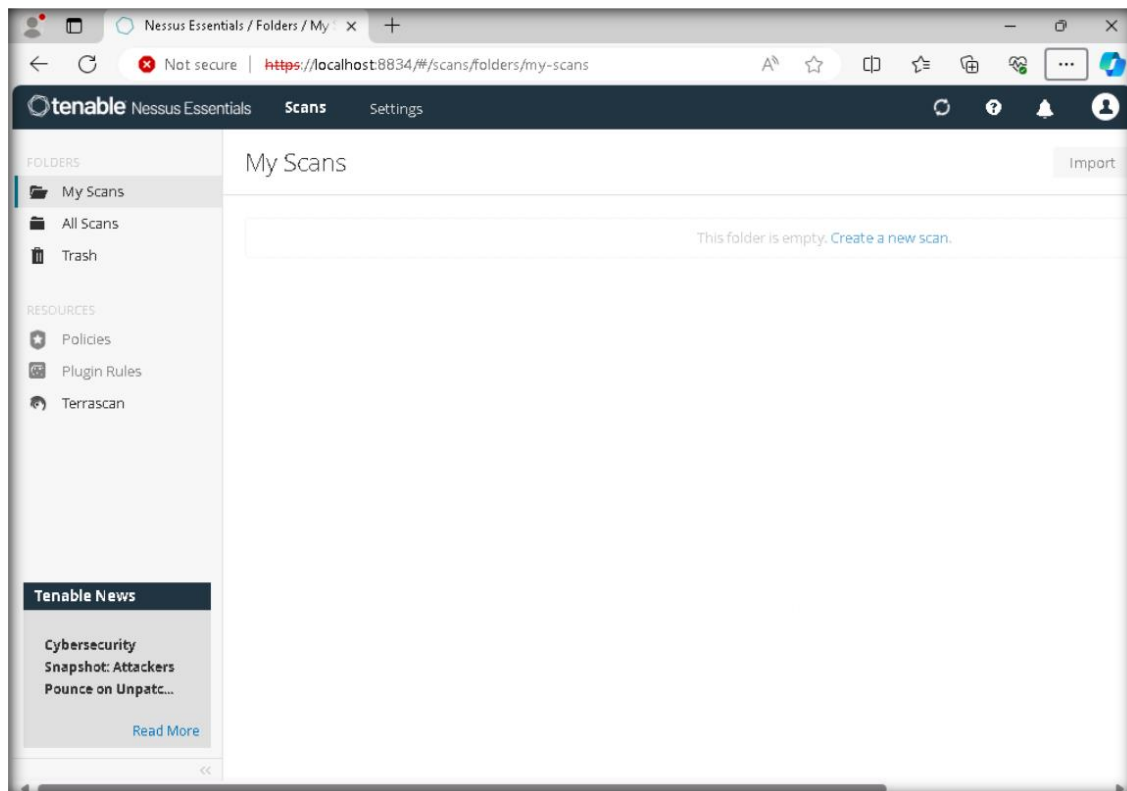 Nessus Essentials / Folders / My S
Not secure | https://localhost:8834/#/scans/folders/my-scans
tenable Nessus Essentials Scans Settings
FOLDERS
My Scans
All Scans
Trash
RESOURCES
Policies
Plugin Rules
Terrascan
Tenable News
Cybersecurity
Snapshot: Attackers
Pounce on Unpatc...
Read More
My Scans
Import
This folder is empty. Create a new scan.